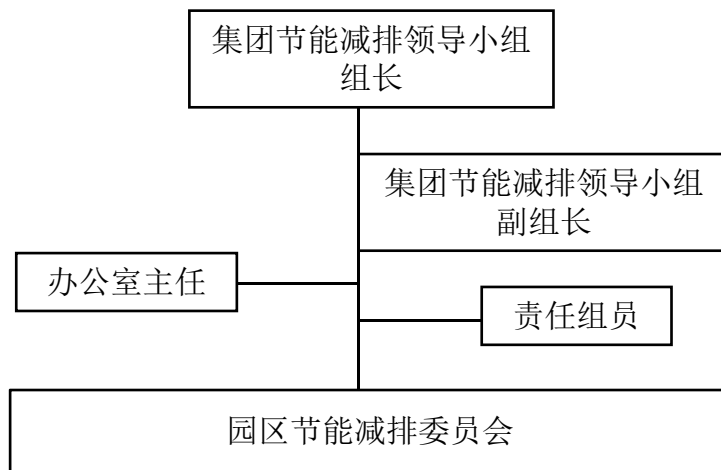 集团节能减排领导小组
组长
集团节能减排领导小组
副组长
办公室主任
责任组员
园区节能减排委员会